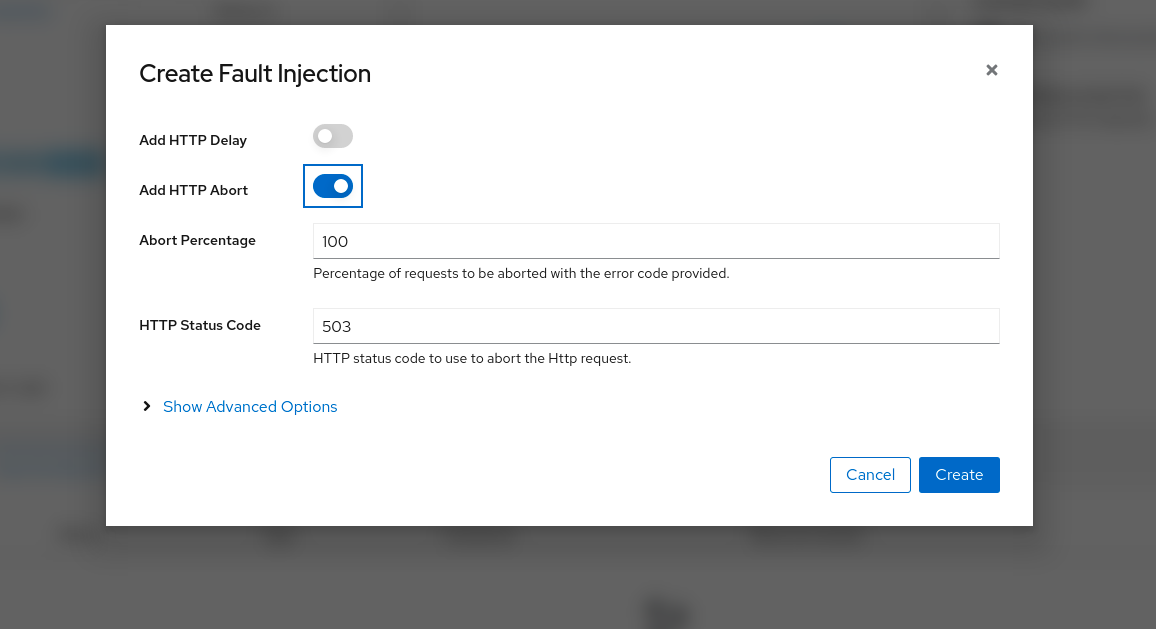 Create Fault Injection
Add HTTP Delay
Add HTTP Abort
Abort Percentage
100
Percentage of requests to be aborted with the error code provided.
HTTP Status Code
503
HTTP status code to use to abort the Http request.
Show Advanced Options
Cancel Create